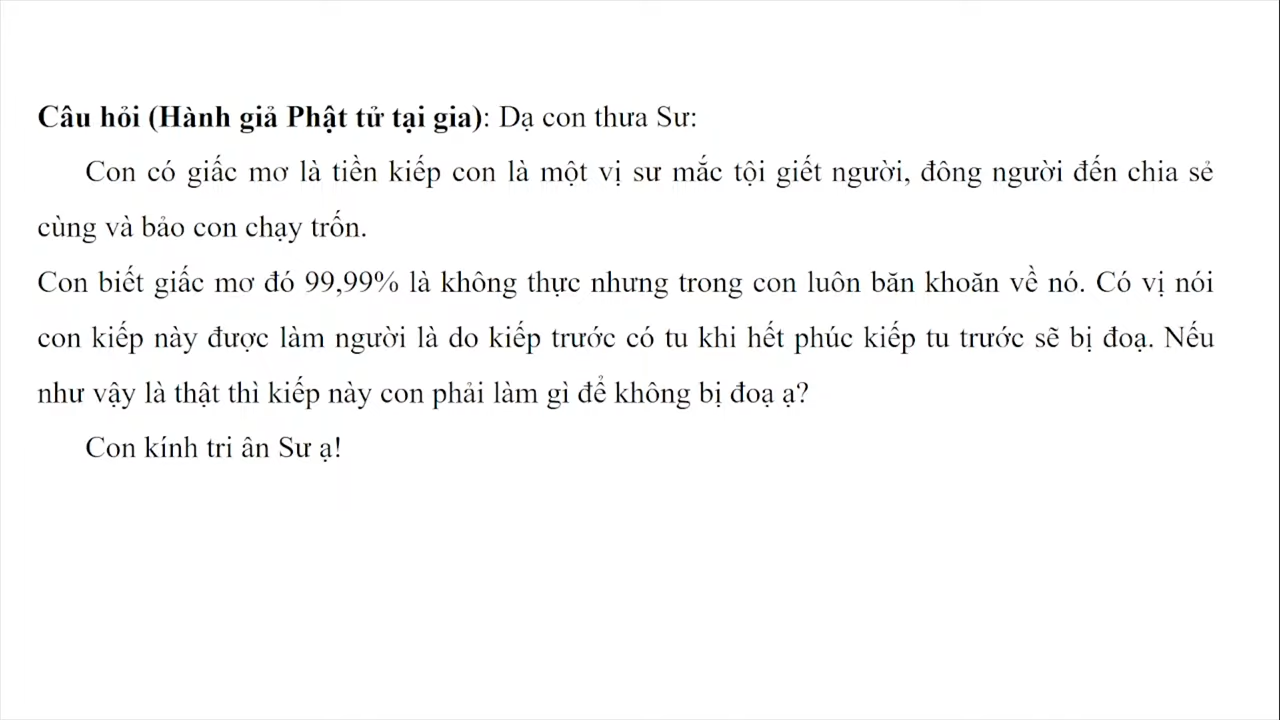 Câu hỏi (Hành giả Phật tử tại gia): Dạ con thưa Sư:
Con có giấc mơ là tiền kiếp con là một vị sư mắc tội giết người, đông người đến chia sẻ
cùng và bảo con chạy trốn.
Con biết giấc mơ đó 99,99% là không thực nhưng trong con luôn băn khoăn về nó. Có vị nói
con kiếp này được làm người là do kiếp trước có tu khi hết phúc kiếp tu trước sẽ bị đoạ. Nếu
như vậy là thật thì kiếp này con phải làm gì để không bị đoạ ạ?
Con kính tri ân Sư ạ!